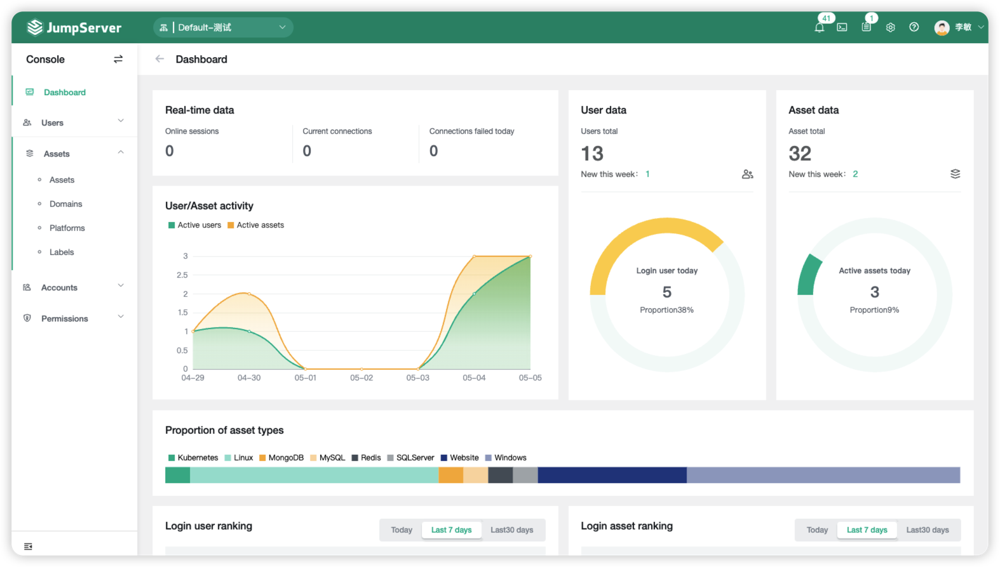 JumpServer
Default-测试
41
1
李敏
Console
Dashboard
Users
Assets
Assets
Domains
Platforms
Labels
Accounts
Permissions
Dashboard
Real-time data
Online sessions
0
Current connections
0
Connections failed today
0
User/Asset activity
Active users Active assets
3
2.5
2
1.5
1
0.5
0
04-29 04-30 05-01 05-02 05-03 05-04 05-05
User data
Users total
13
New this week: 1
Login user today
5
Proportion38%
Asset data
Asset total
32
New this week: 2
Active assets today
3
Proportion9%
Proportion of asset types
Kubernetes Linux MongoDB MySQL Redis SQLServer Website Windows
Login user ranking
Today Last 7 days Last30 days
Login asset ranking
Today Last 7 days Last30 days